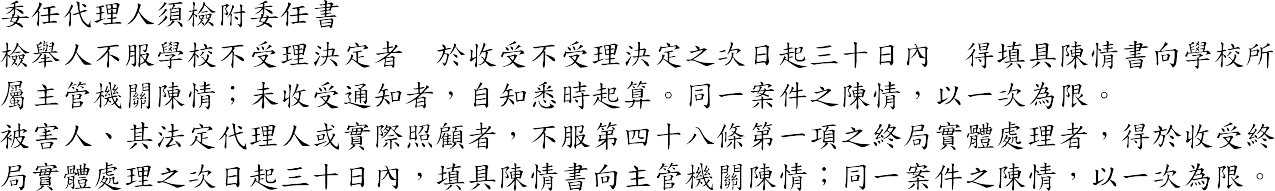 委任代理人須檢附委任書
檢舉人不服學校不受理決定者　於收受不受理決定之次日起三十日內　得填具陳情書向學校所
屬主管機關陳情；未收受通知者，自知悉時起算。同一案件之陳情，以一次為限。
被害人、其法定代理人或實際照顧者，不服第四十八條第一項之終局實體處理者，得於收受終
局實體處理之次日起三十日內，填具陳情書向主管機關陳情；同一案件之陳情，以一次為限。